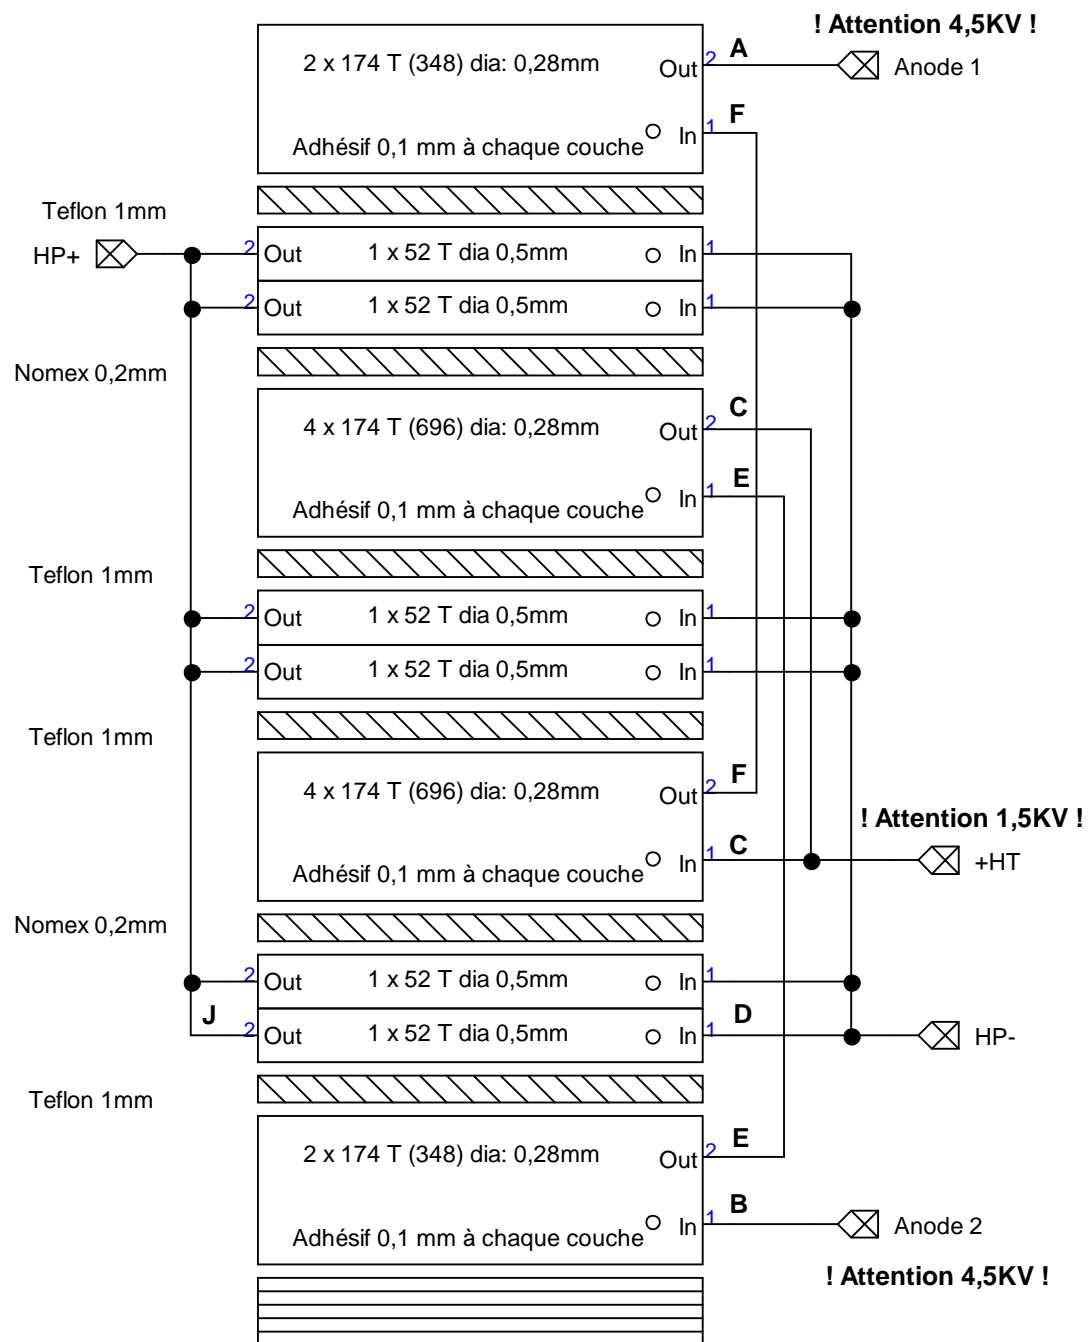 ! Attention 4,5KV !
2 x 174 T (348) dia: 0,28mm
Out
2
A
Anode 1
F
Adhésif 0,1 mm à chaque couche
In
1
Teflon 1mm
HP+
2
Out
1 x 52 T dia 0,5mm
In
1
2
Out
1 x 52 T dia 0,5mm
In
1
Nomex 0,2mm
C
4 x 174 T (696) dia: 0,28mm
Out
2
E
Adhésif 0,1 mm à chaque couche
In
1
Teflon 1mm
2
Out
1 x 52 T dia 0,5mm
In
1
2
Out
1 x 52 T dia 0,5mm
In
1
Teflon 1mm
F
4 x 174 T (696) dia: 0,28mm
Out
2
! Attention 1,5KV !
C
Adhésif 0,1 mm à chaque couche
In
1
+HT
Nomex 0,2mm
2
Out
1 x 52 T dia 0,5mm
In
1
J
2
Out
1 x 52 T dia 0,5mm
In
1
D
HP-
Teflon 1mm
E
2 x 174 T (348) dia: 0,28mm
Out
2
B
Adhésif 0,1 mm à chaque couche
In
1
Anode 2
! Attention 4,5KV !